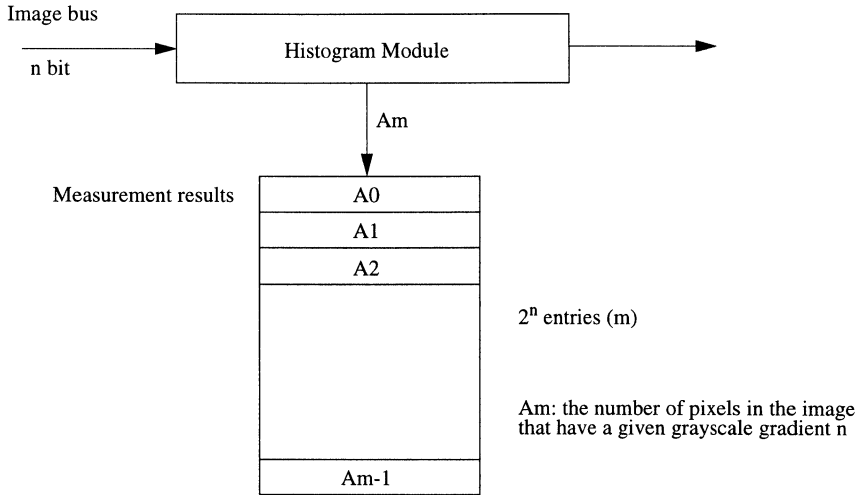 Image bus
n bit
Histogram Module
Am
Measurement results
A0
A1
A2
2ⁿ entries (m)
Am: the number of pixels in the image
that have a given grayscale gradient n
Am-1